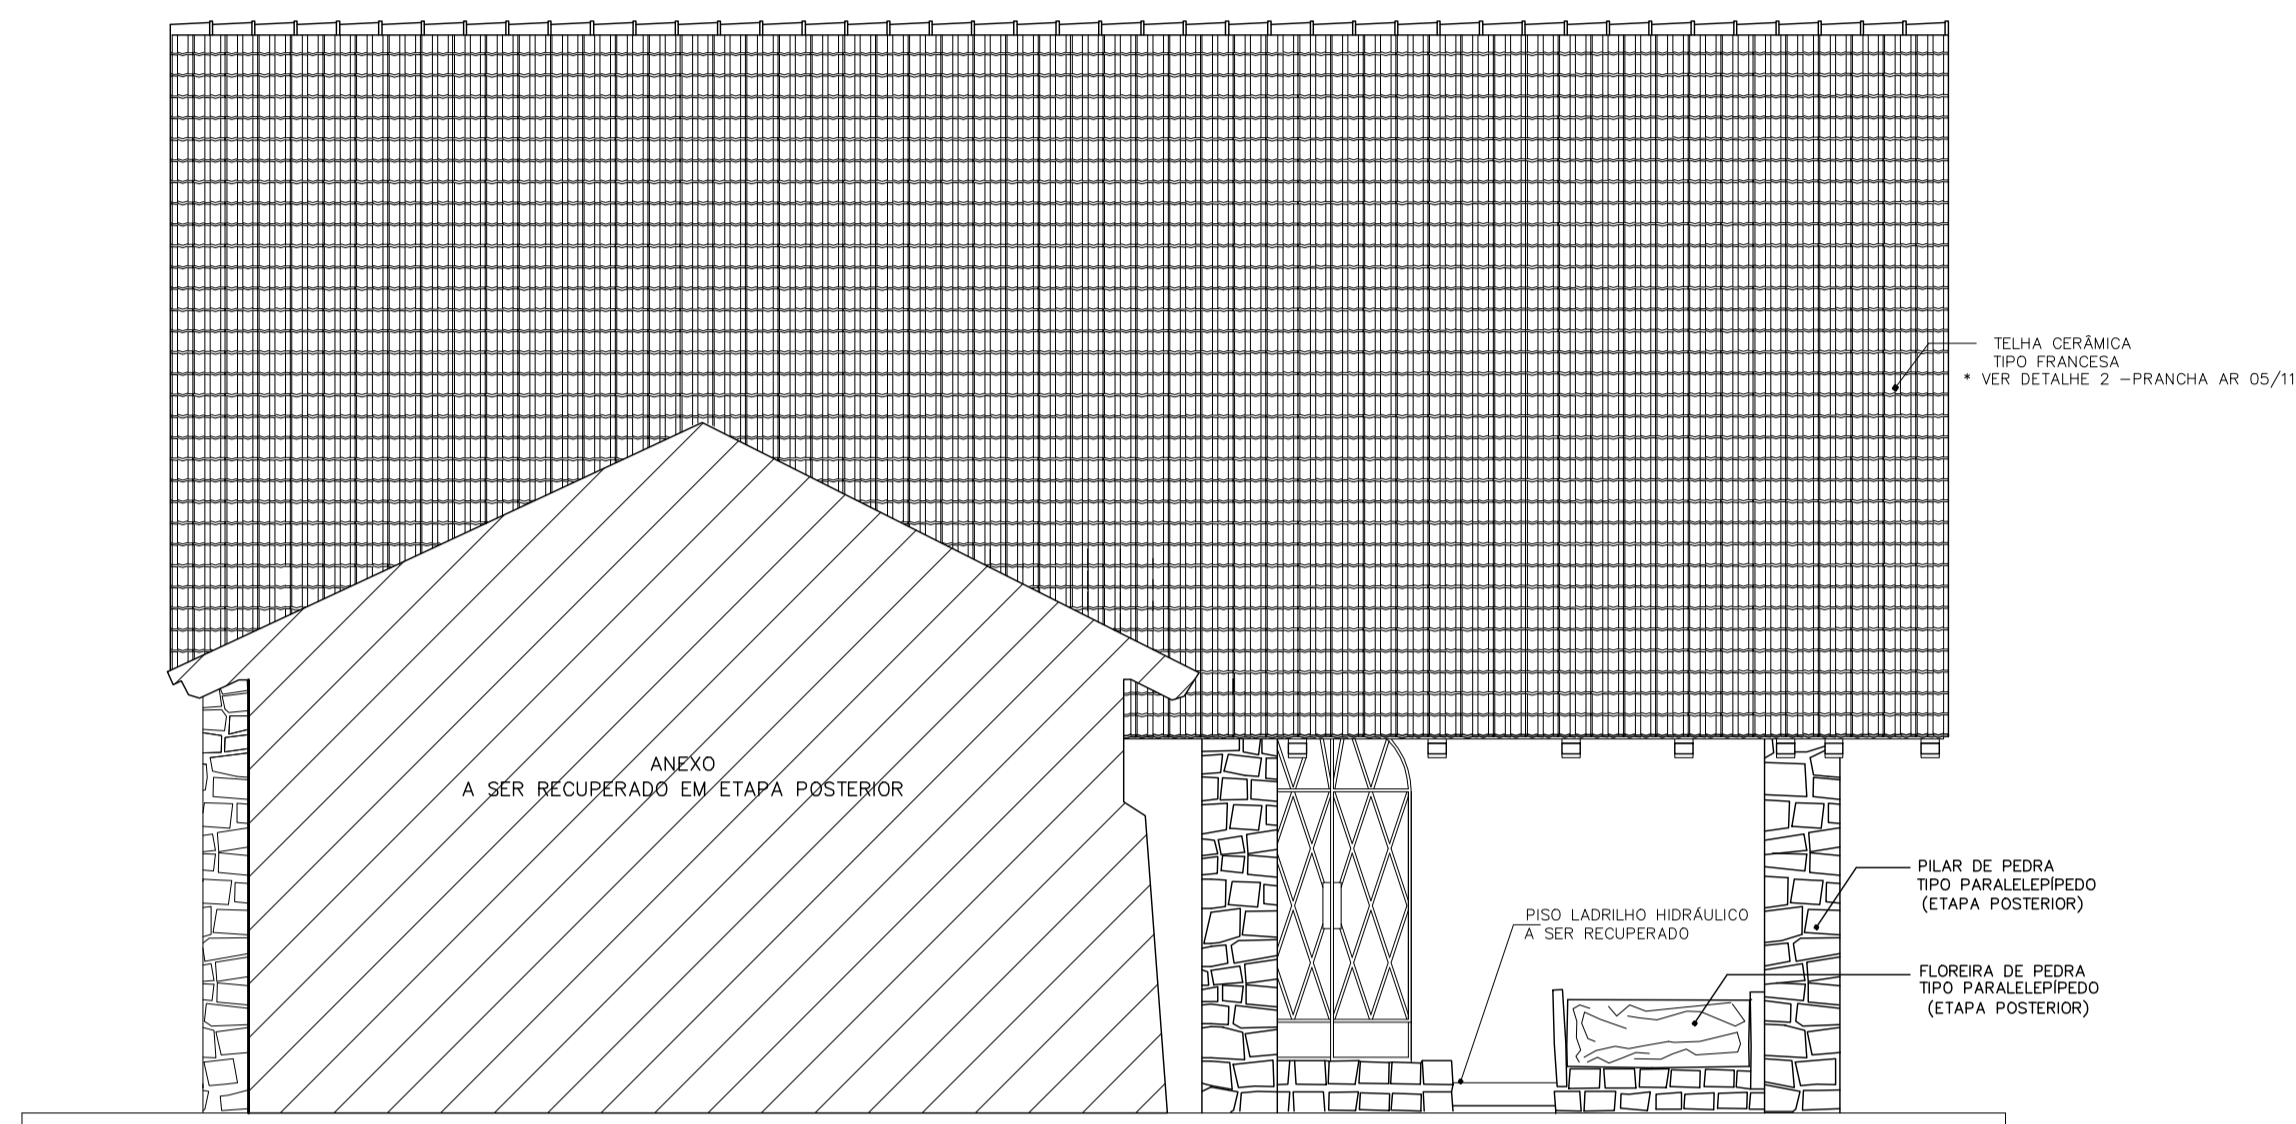 TELHA CERÂMICA
TIPO FRANCESA
* VER DETALHE 2 -PRANCHA AR 05/11
ANEXO
A SER RECUPERADO EM ETAPA POSTERIOR
PILAR DE PEDRA
TIPO PARALELEPÍPEDO
(ETAPA POSTERIOR)
PISO LADRILHO HIDRÁULICO
A SER RECUPERADO
FLOREIRA DE PEDRA
TIPO PARALELEPÍPEDO
(ETAPA POSTERIOR)